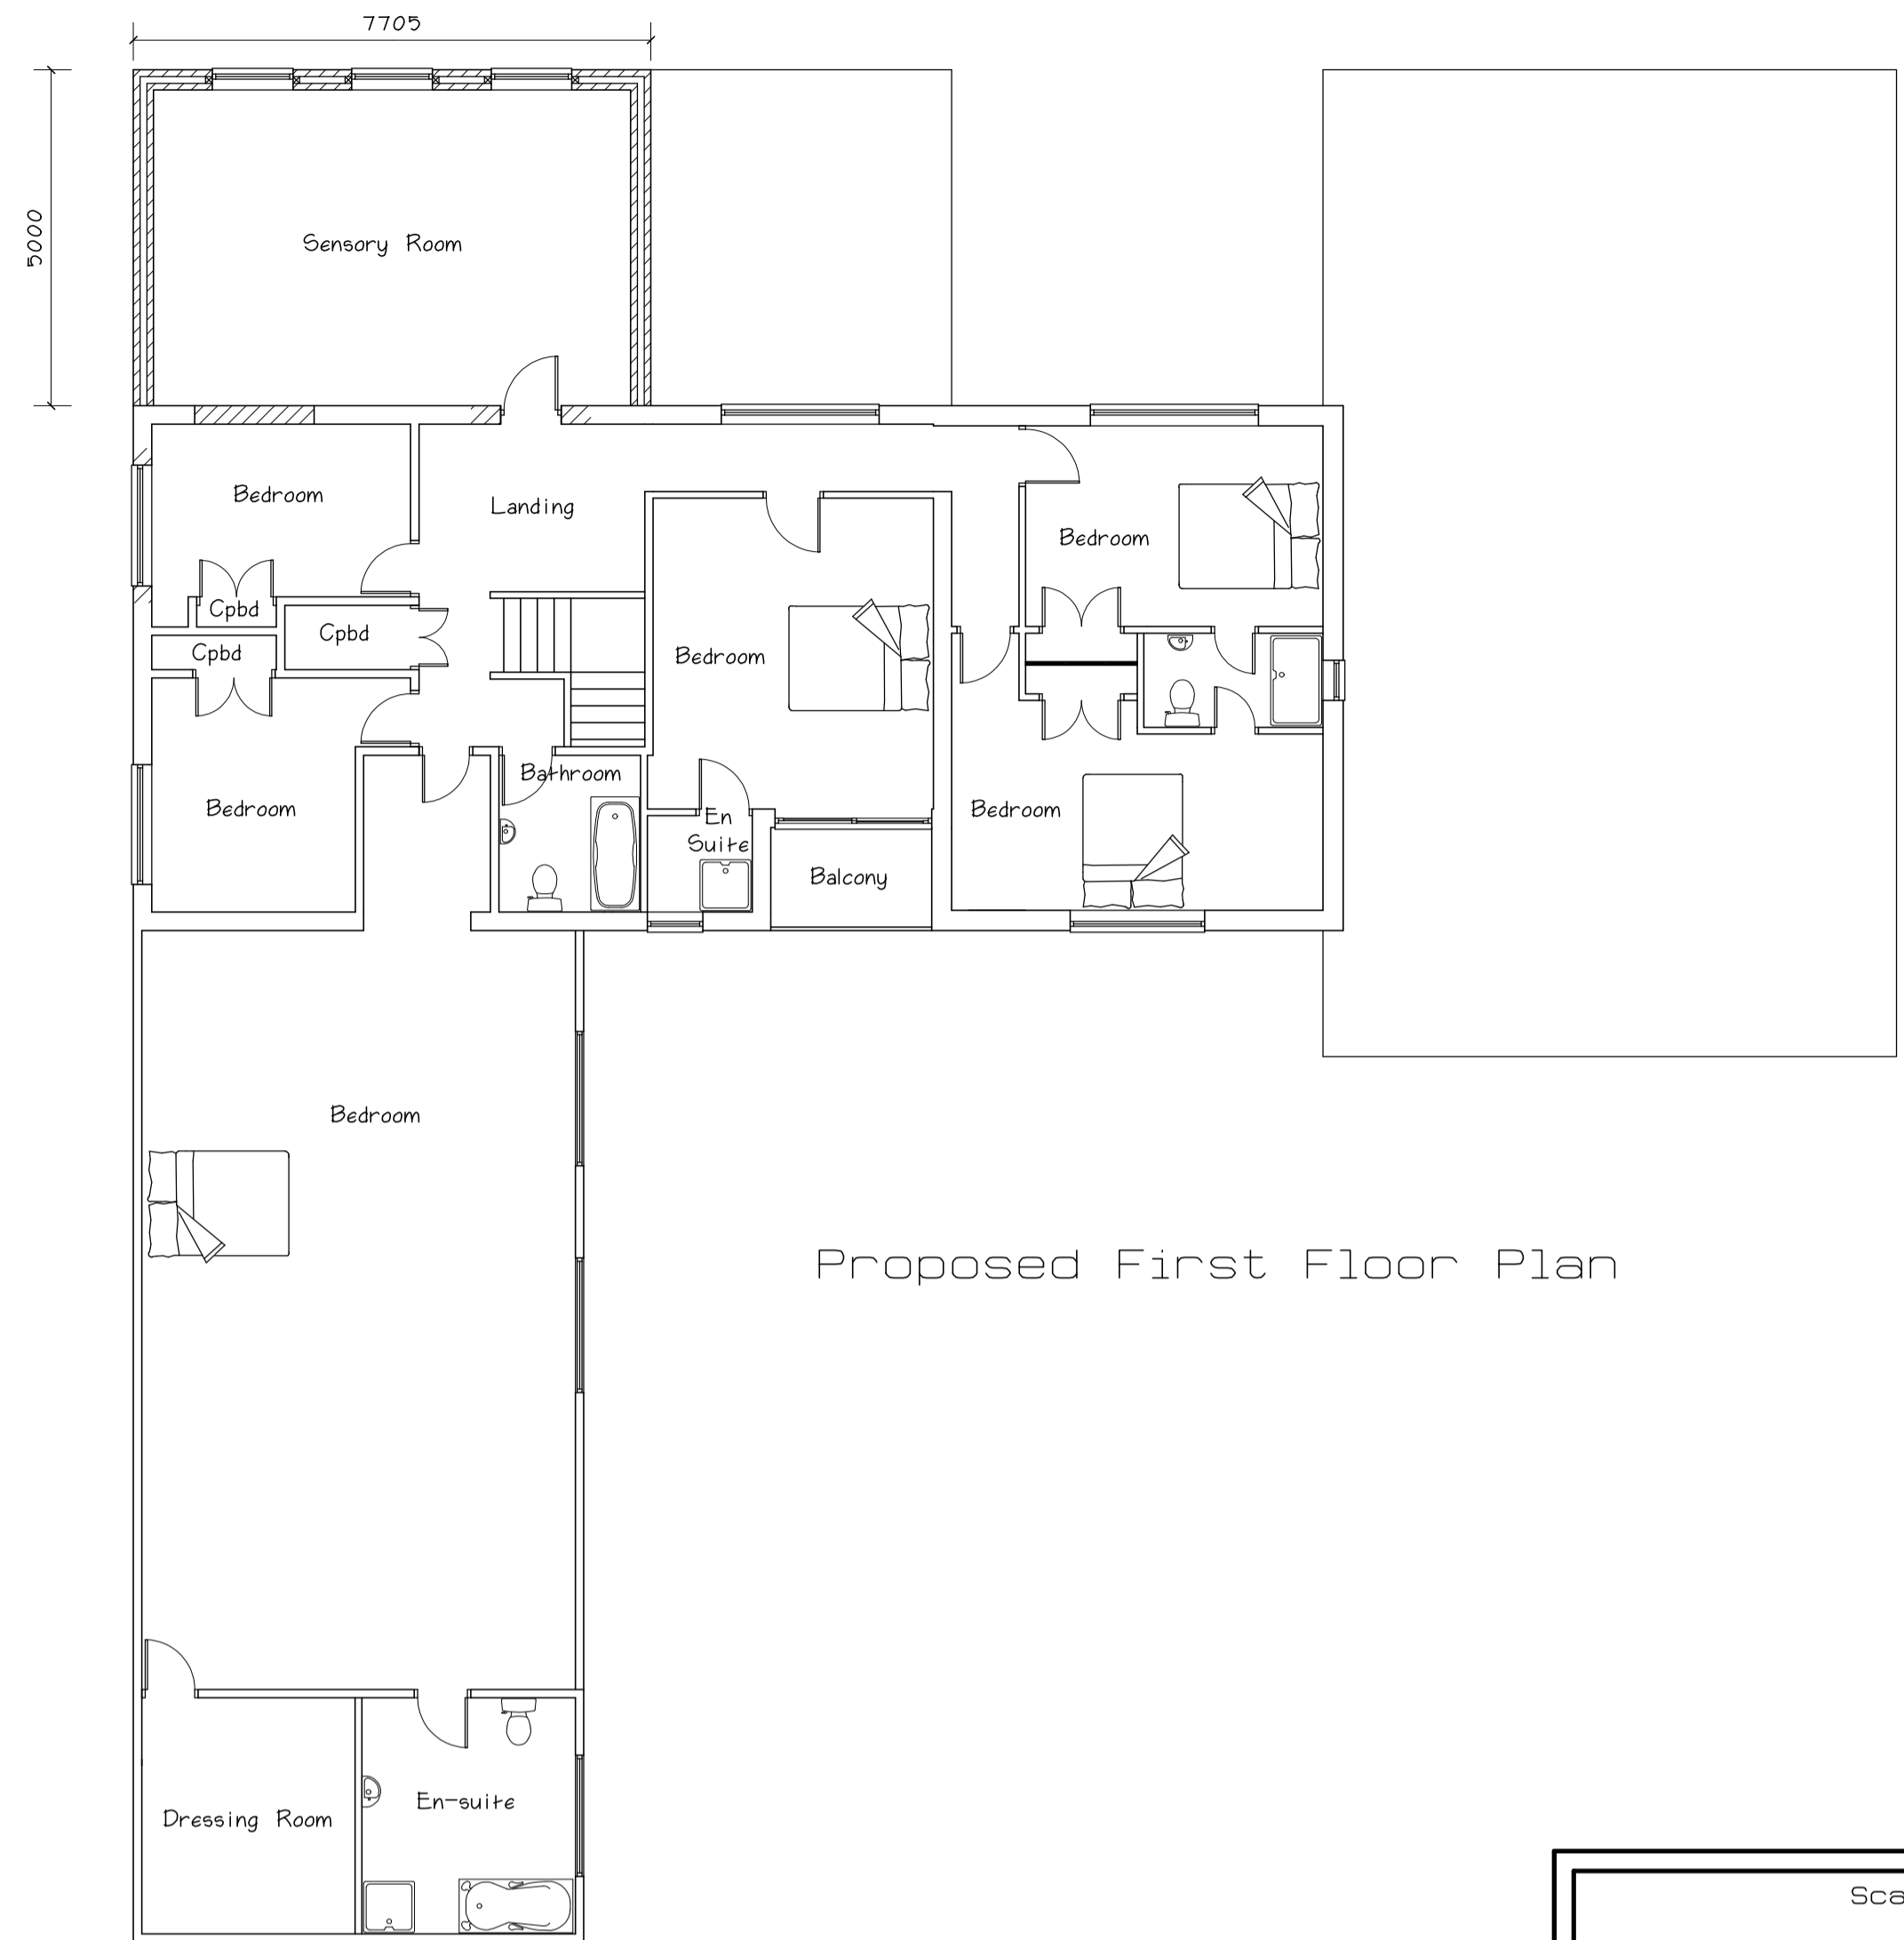 7705
5000
Sensory Room
Bedroom
Landing
Bedroom
Cpbd
Cpbd
Cpbd
Bedroom
Bathroom
Bedroom
En
Suite
Bedroom
Balcony
Bedroom
Proposed First Floor Plan
En-suite
Dressing Room
Sca